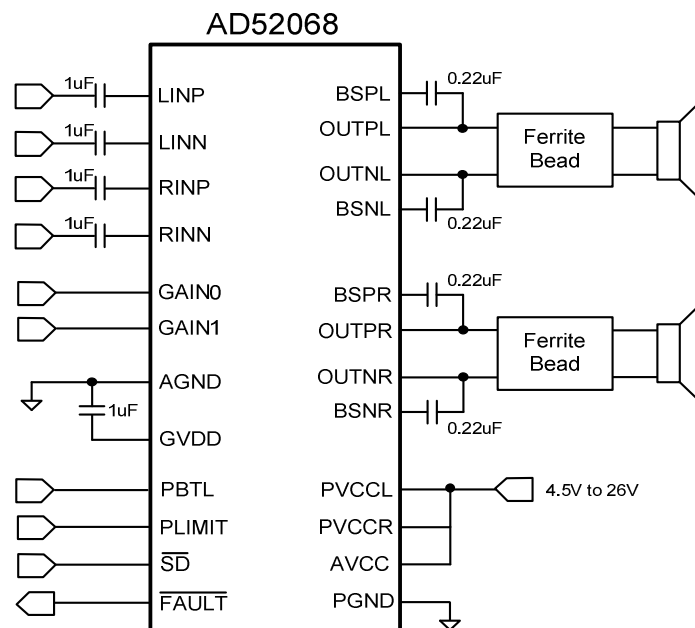 AD52068
1uF
LINP
1uF
LINN
1uF
RINP
1uF
RINN
GAIN0
GAIN1
AGND
1uF
GVDD
PBTL
PLIMIT
SD
FAULT
BSPL
0.22uF
OUTPL
OUTNL
BSNL
0.22uF
Ferrite
Bead
BSPR
0.22uF
OUTPR
OUTNR
BSNR
0.22uF
Ferrite
Bead
PVCCL
4.5V to 26V
PVCCR
AVCC
PGND